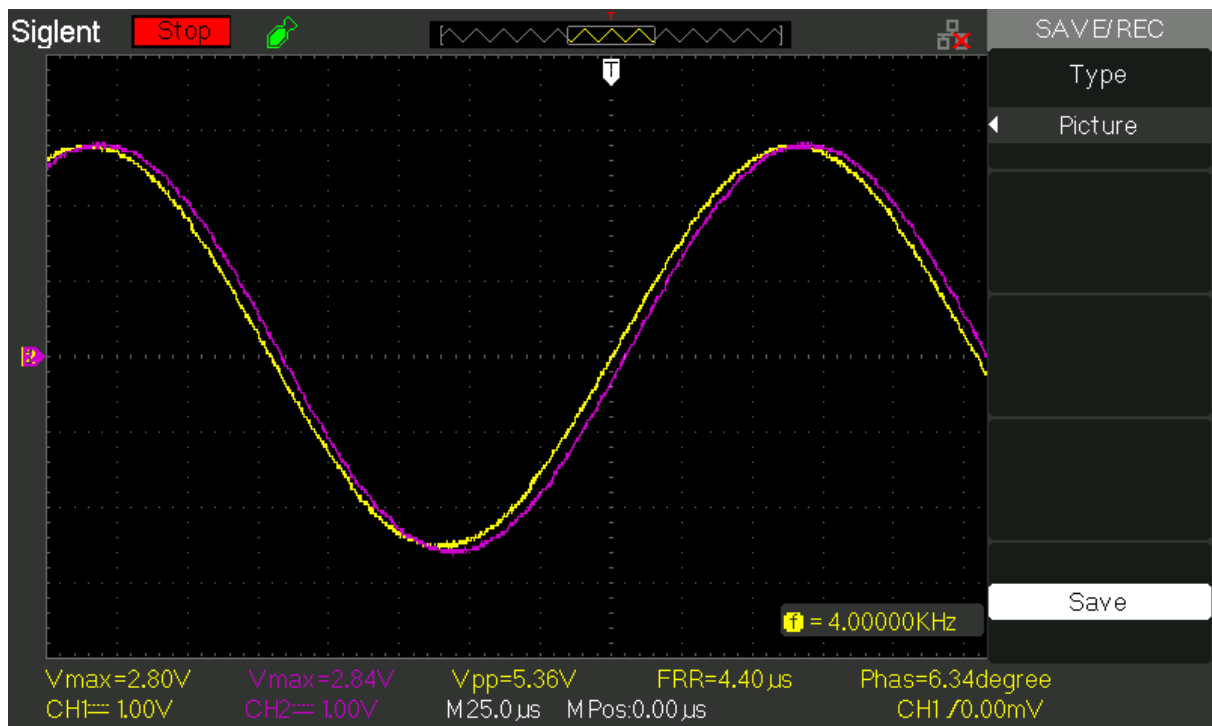 Siglent Stop T SAVE/REC
T
Type
Picture
Save
f = 4.00000KHz
Vmax=2.80V Vmax=2.84V Vpp=5.36V FRR=4.40µs Phas=6.34degree
CH1 1.00V CH2 1.00V M25.0µs MPos:0.00µs CH1 /0.00mV